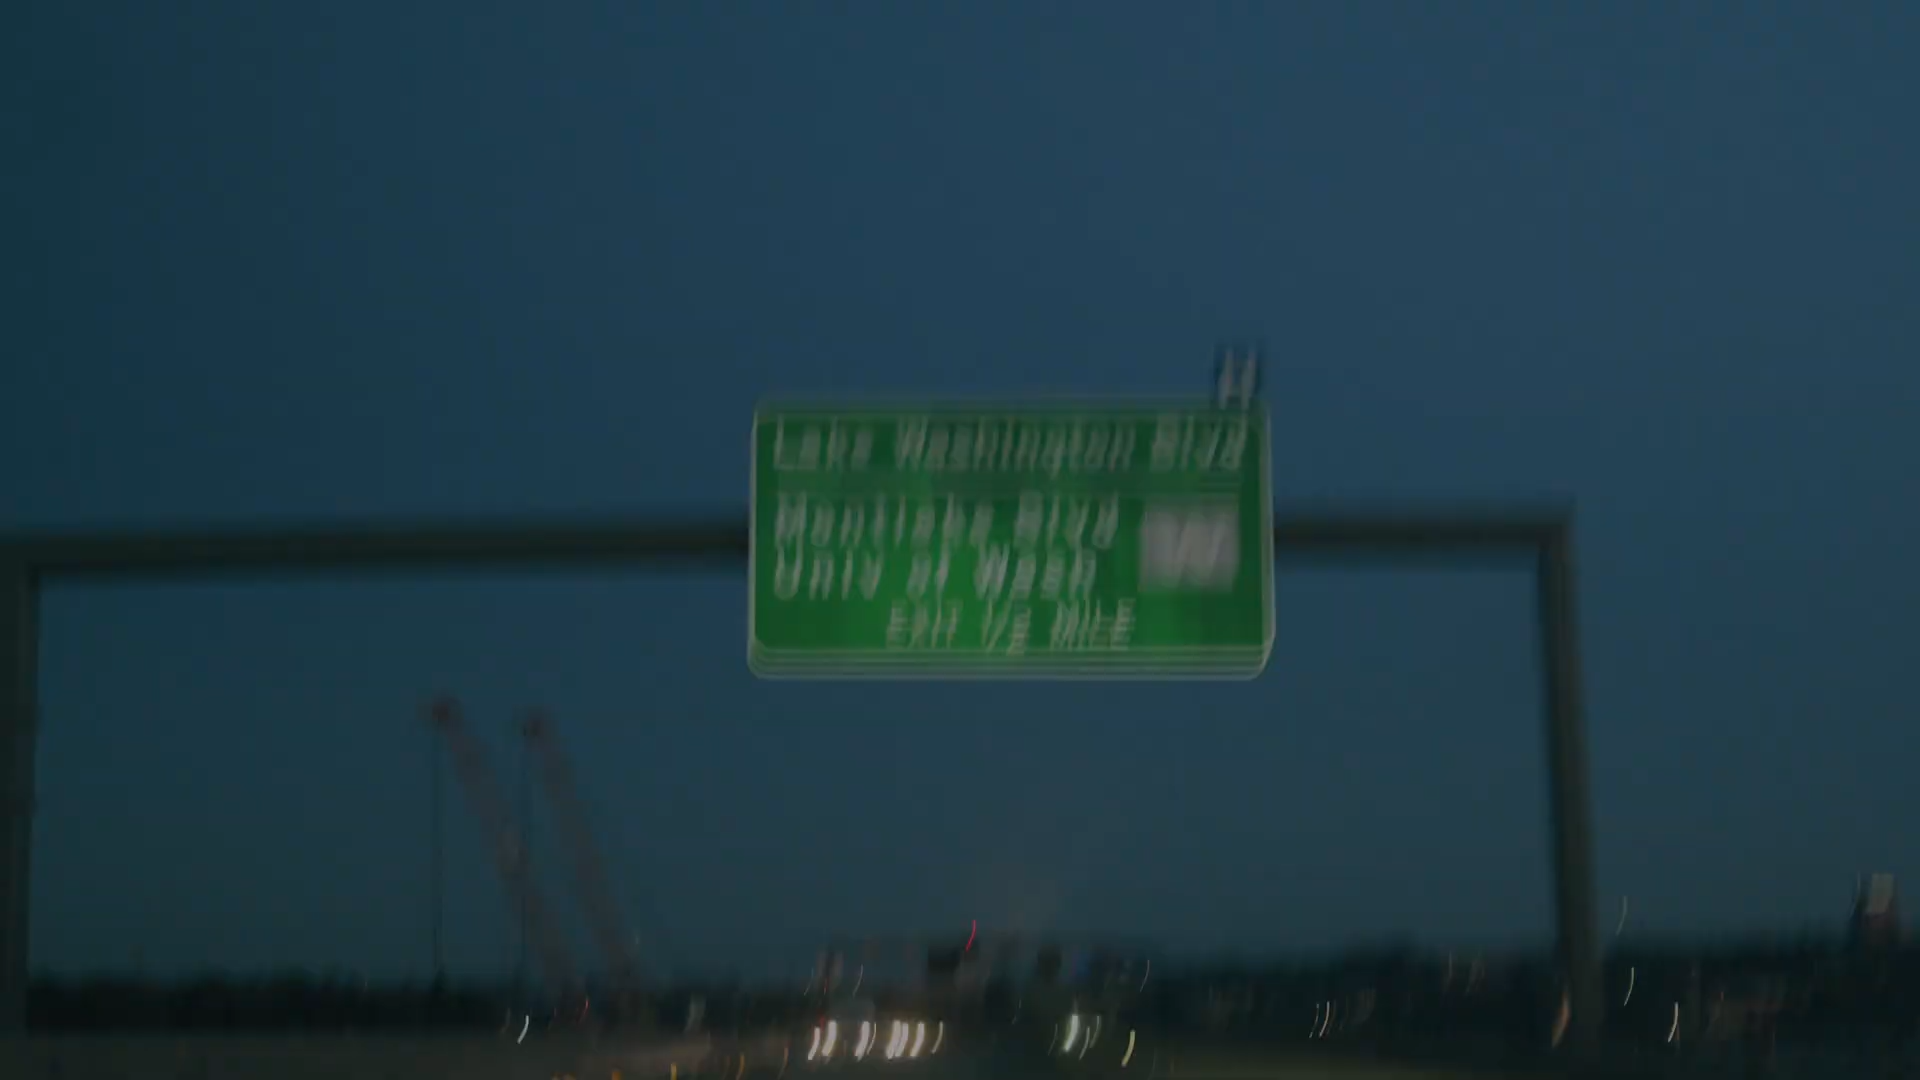 H
Lake Washington Blvd
Montlake Blvd
Univ of Wash
W
EXIT 1/2 MILE